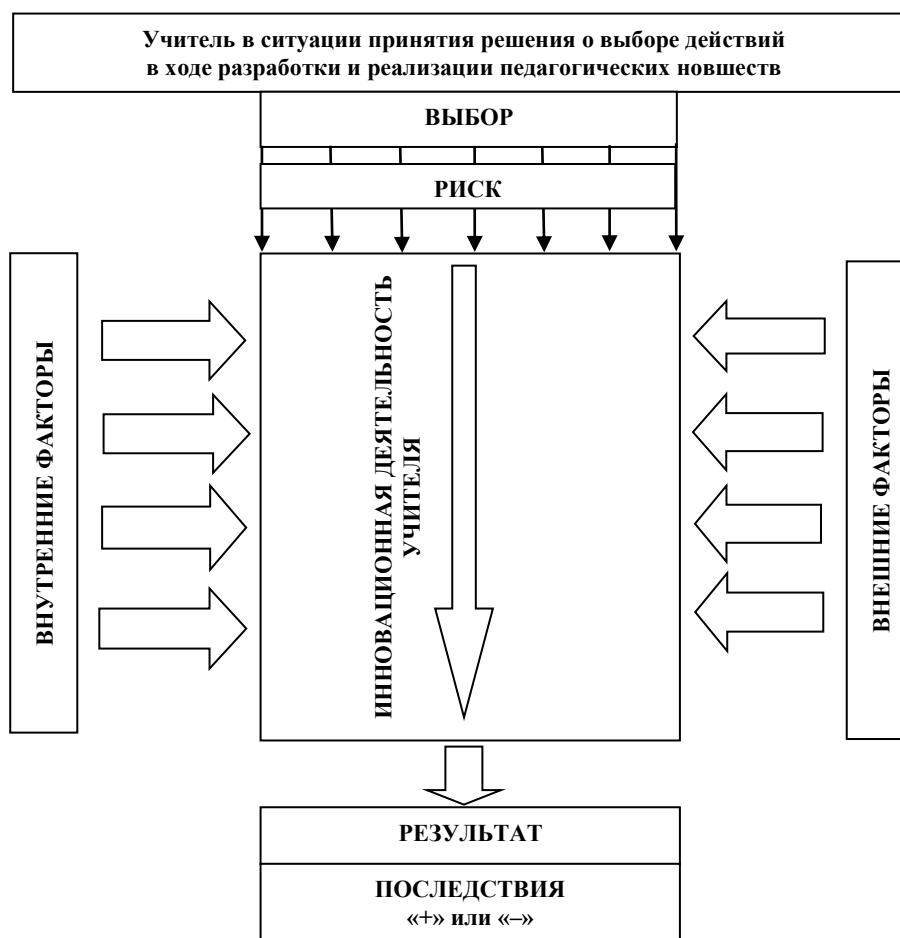 Учитель в ситуации принятия решения о выборе действий
в ходе разработки и реализации педагогических новшеств
ВЫБОР
РИСК
ВНУТРЕННИЕ ФАКТОРЫ
ИННОВАЦИОННАЯ ДЕЯТЕЛЬНОСТЬ
УЧИТЕЛЯ
ВНЕШНИЕ ФАКТОРЫ
РЕЗУЛЬТАТ
ПОСЛЕДСТВИЯ
«+» или «–»